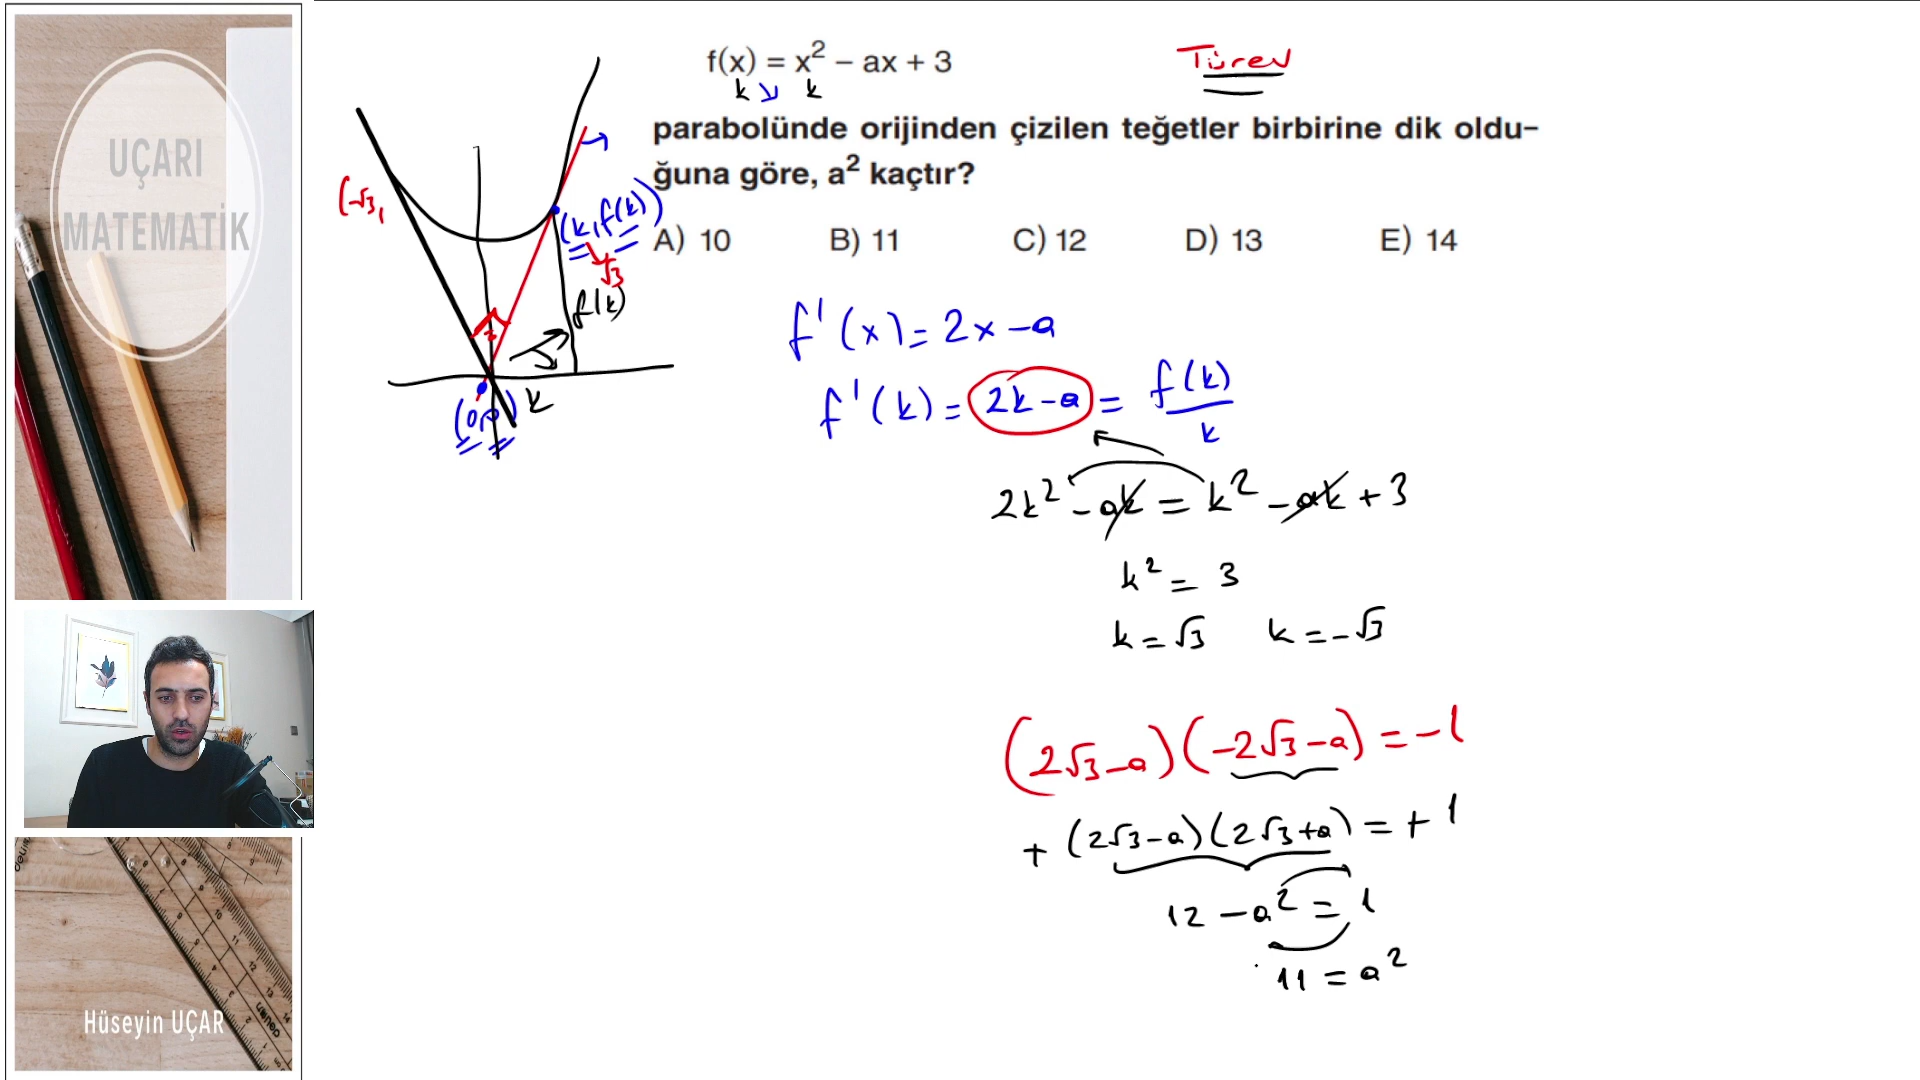 UÇARI
MATEMATİK
Hüseyin UÇAR
f(x) = x² − ax + 3
k k
Türev
parabolünde orijinden çizilen teğetler birbirine dik oldu-
ğuna göre, a² kaçtır?
A) 10 B) 11 C) 12 D) 13 E) 14
(-√3,
(k, f(k))
√3
f(k)
k
f'(x) = 2x - a
f'(k) = 2k - a = f(k)/k
2k² - ak = k² - ak + 3
k² = 3
k = √3 k = -√3
(2√3 - a)(-2√3 - a) = -1
+ (2√3 - a)(2√3 + a) = +1
12 - a² = 1
11 = a²